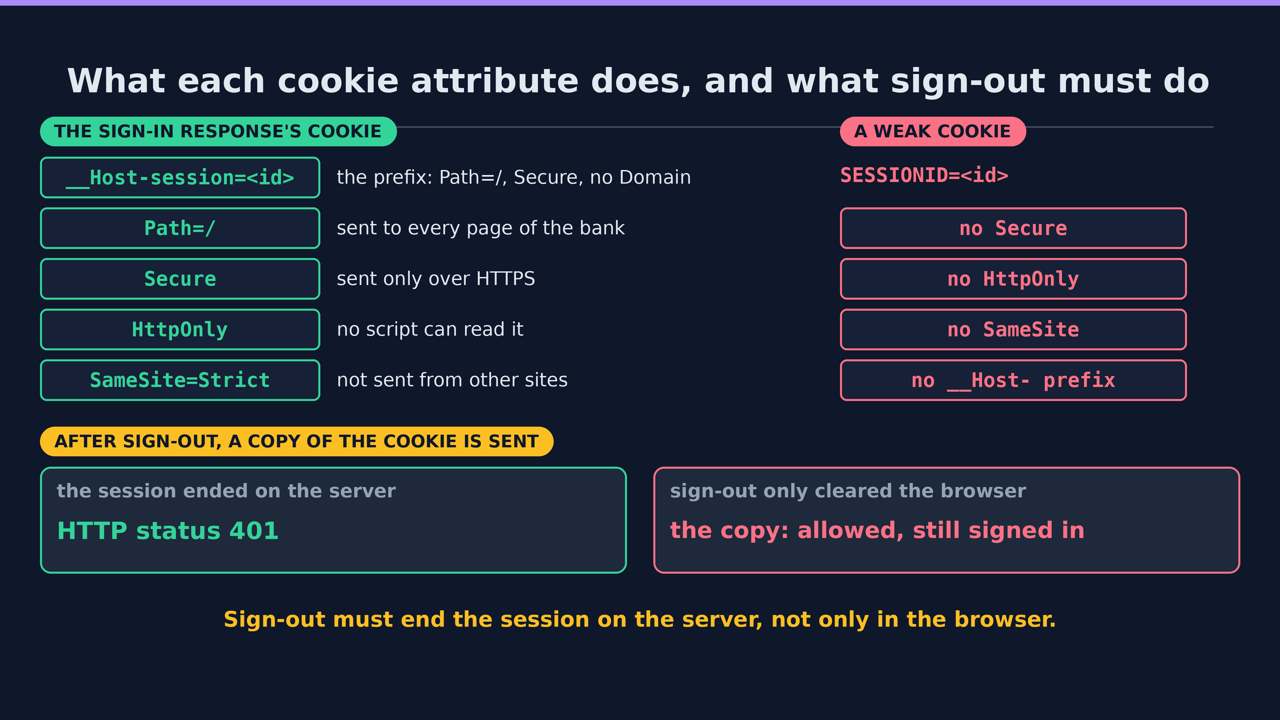 What each cookie attribute does, and what sign-out must do
THE SIGN-IN RESPONSE'S COOKIE
__Host-session=<id>
the prefix: Path=/, Secure, no Domain
Path=/
sent to every page of the bank
Secure
sent only over HTTPS
HttpOnly
no script can read it
SameSite=Strict
not sent from other sites
A WEAK COOKIE
SESSIONID=<id>
no Secure
no HttpOnly
no SameSite
no __Host- prefix
AFTER SIGN-OUT, A COPY OF THE COOKIE IS SENT
the session ended on the server
HTTP status 401
sign-out only cleared the browser
the copy: allowed, still signed in
Sign-out must end the session on the server, not only in the browser.